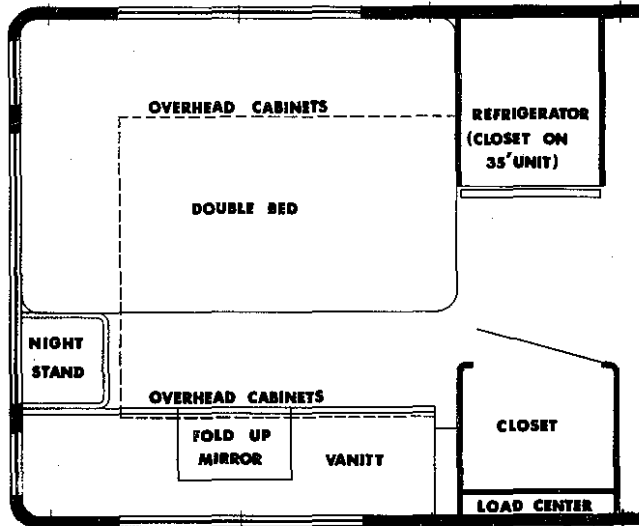 OVERHEAD CABINETS
REFRIGERATOR
(CLOSET ON
35' UNIT)
DOUBLE BED
NIGHT
STAND
OVERHEAD CABINETS
FOLD UP
MIRROR
VANITT
CLOSET
LOAD CENTER